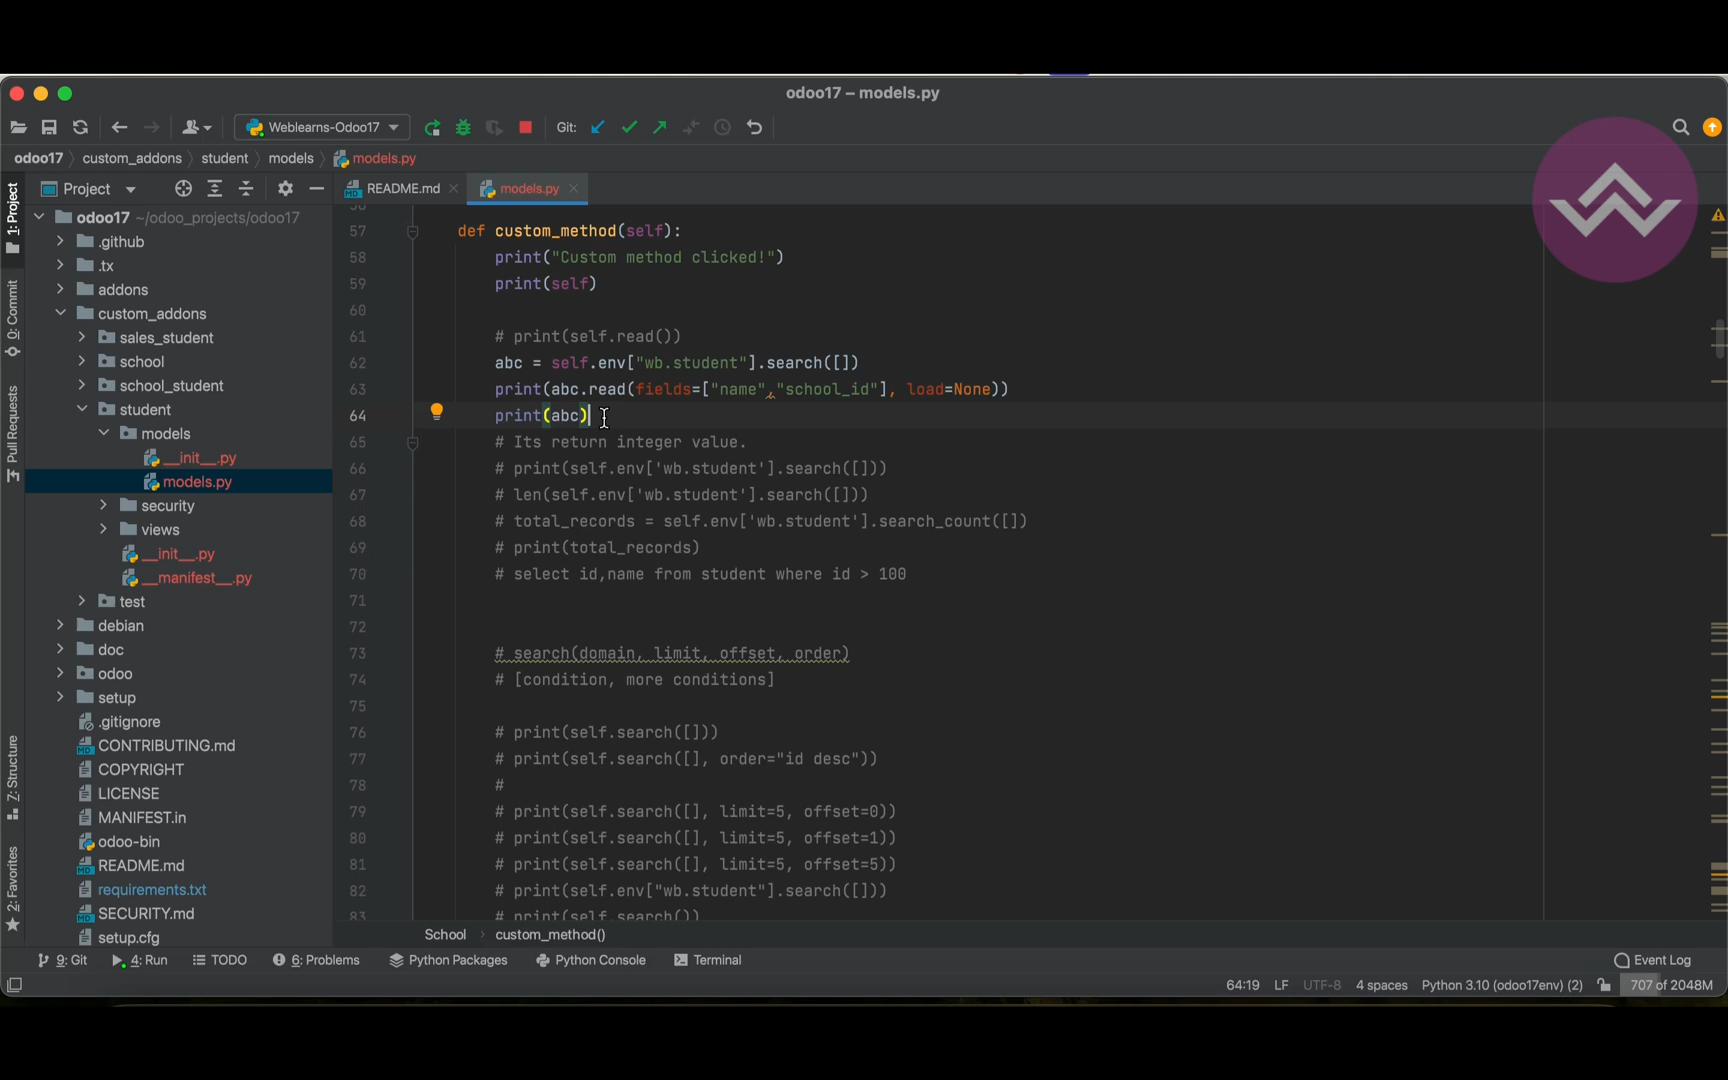 odoo17 – models.py
Weblearns-Odoo17
Git:
odoo17 custom_addons student models models.py
1: Project
0: Commit
Pull Requests
Z: Structure
2: Favorites
Project
odoo17 ~/odoo_projects/odoo17
.github
.tx
addons
custom_addons
sales_student
school
school_student
student
models
__init__.py
models.py
security
views
__init__.py
__manifest__.py
test
debian
doc
odoo
setup
.gitignore
CONTRIBUTING.md
COPYRIGHT
LICENSE
MANIFEST.in
odoo-bin
README.md
requirements.txt
SECURITY.md
setup.cfg
README.md models.py
57 def custom_method(self):
58 print("Custom method clicked!")
59 print(self)
60
61 # print(self.read())
62 abc = self.env["wb.student"].search([])
63 print(abc.read(fields=["name","school_id"], load=None))
64 print(abc)
65 # Its return integer value.
66 # print(self.env['wb.student'].search([]))
67 # len(self.env['wb.student'].search([]))
68 # total_records = self.env['wb.student'].search_count([])
69 # print(total_records)
70 # select id,name from student where id > 100
71
72
73 # search(domain, limit, offset, order)
74 # [condition, more conditions]
75
76 # print(self.search([]))
77 # print(self.search([], order="id desc"))
78 #
79 # print(self.search([], limit=5, offset=0))
80 # print(self.search([], limit=5, offset=1))
81 # print(self.search([], limit=5, offset=5))
82 # print(self.env["wb.student"].search([]))
83 # print(self.search())
School custom_method()
9: Git 4: Run TODO 6: Problems Python Packages Python Console Terminal Event Log
64:19 LF UTF-8 4 spaces Python 3.10 (odoo17env) (2) 707 of 2048M